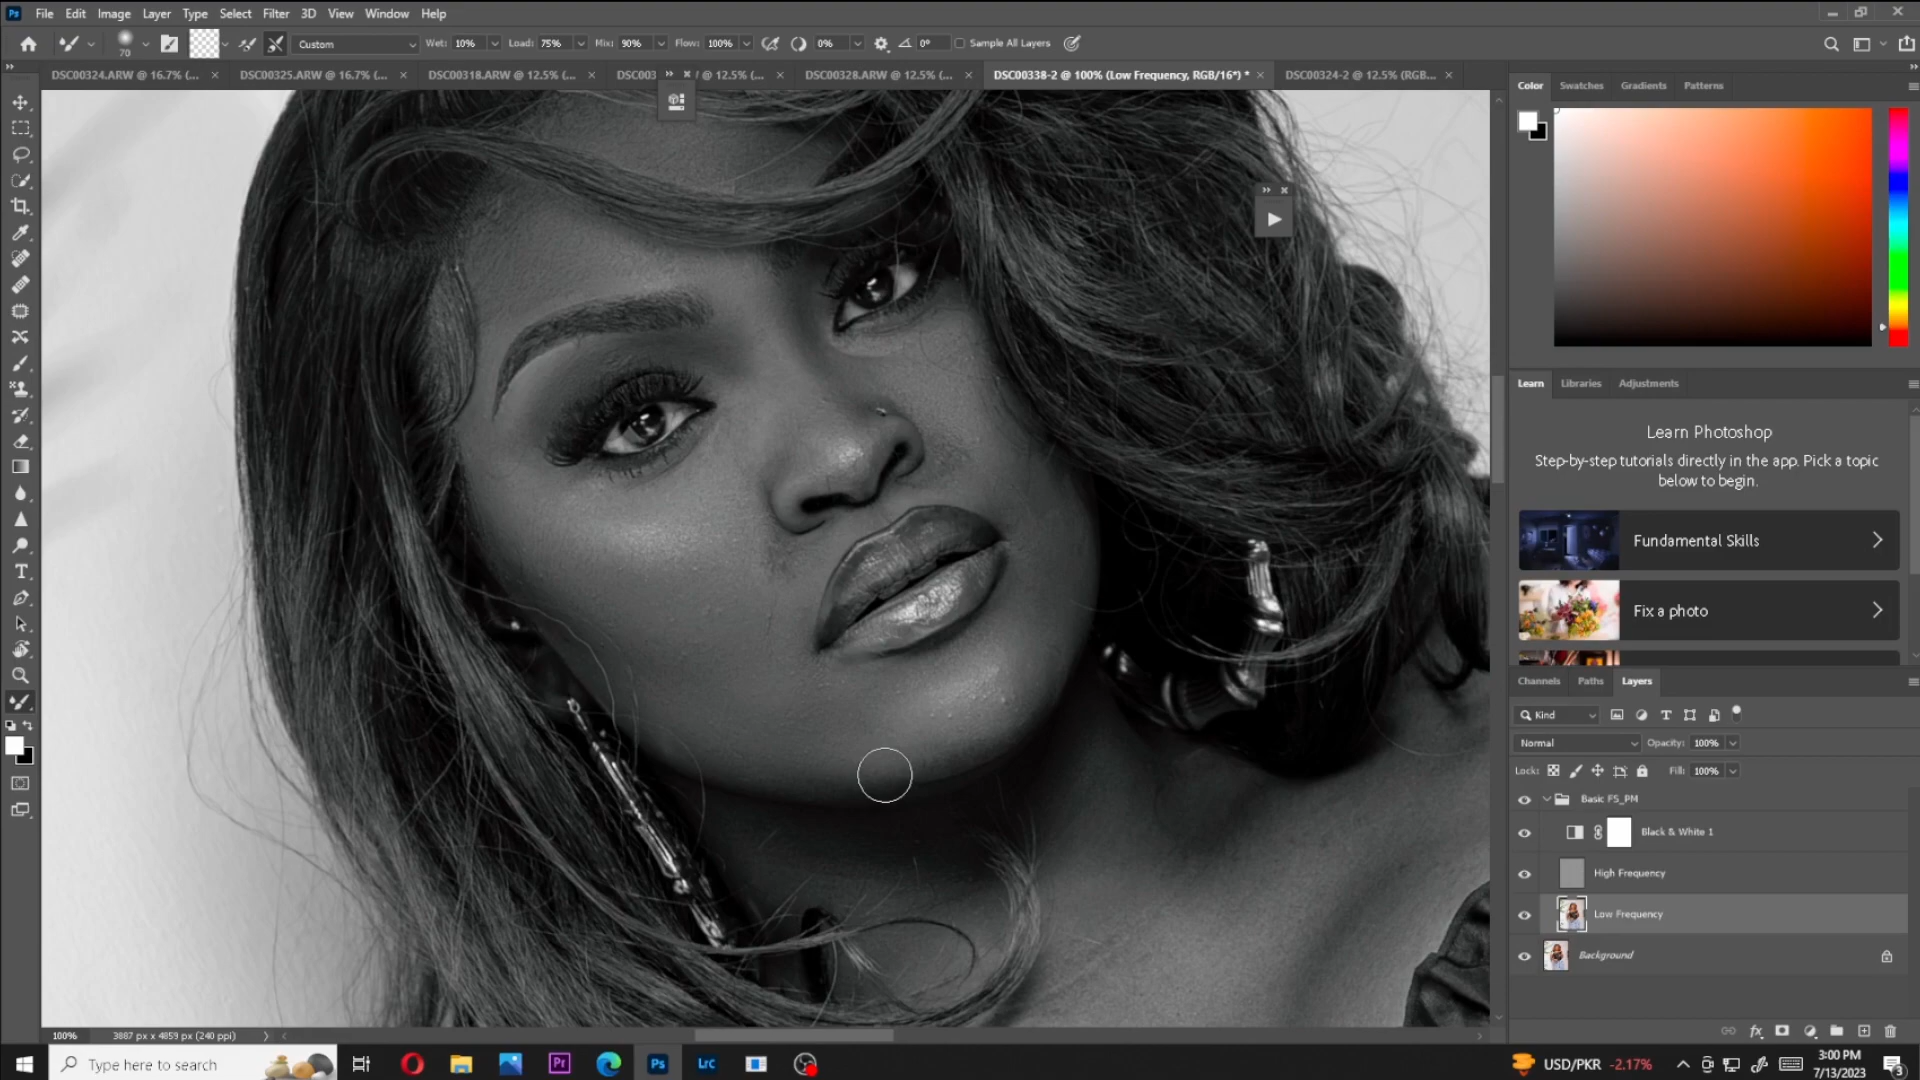 Ps File Edit Image Layer Type Select Filter 3D View Window Help
70 Custom Wet: 10% Load: 75% Mix: 90% Flow: 100% 0% 0° Sample All Layers
DSC00324.ARW @ 16.7% (... × DSC00325.ARW @ 16.7% (... × DSC00318.ARW @ 12.5% (... × DSC003 / @ 12.5% (... × DSC00328.ARW @ 12.5% (... × DSC00338-2 @ 100% (Low Frequency, RGB/16*) * × DSC00324-2 @ 12.5% (RGB... ×
Color Swatches Gradients Patterns
Learn Libraries Adjustments
Learn Photoshop
Step-by-step tutorials directly in the app. Pick a topic
below to begin.
Fundamental Skills
Fix a photo
Channels Paths Layers
Kind
Normal Opacity: 100%
Lock: Fill: 100%
Basic FS_PM
Black & White 1
High Frequency
Low Frequency
Background
100% 3887 px x 4859 px (240 ppi)
Type here to search Pr Ps Lrc USD/PKR -2.17% 3:00 PM
7/13/2023 3